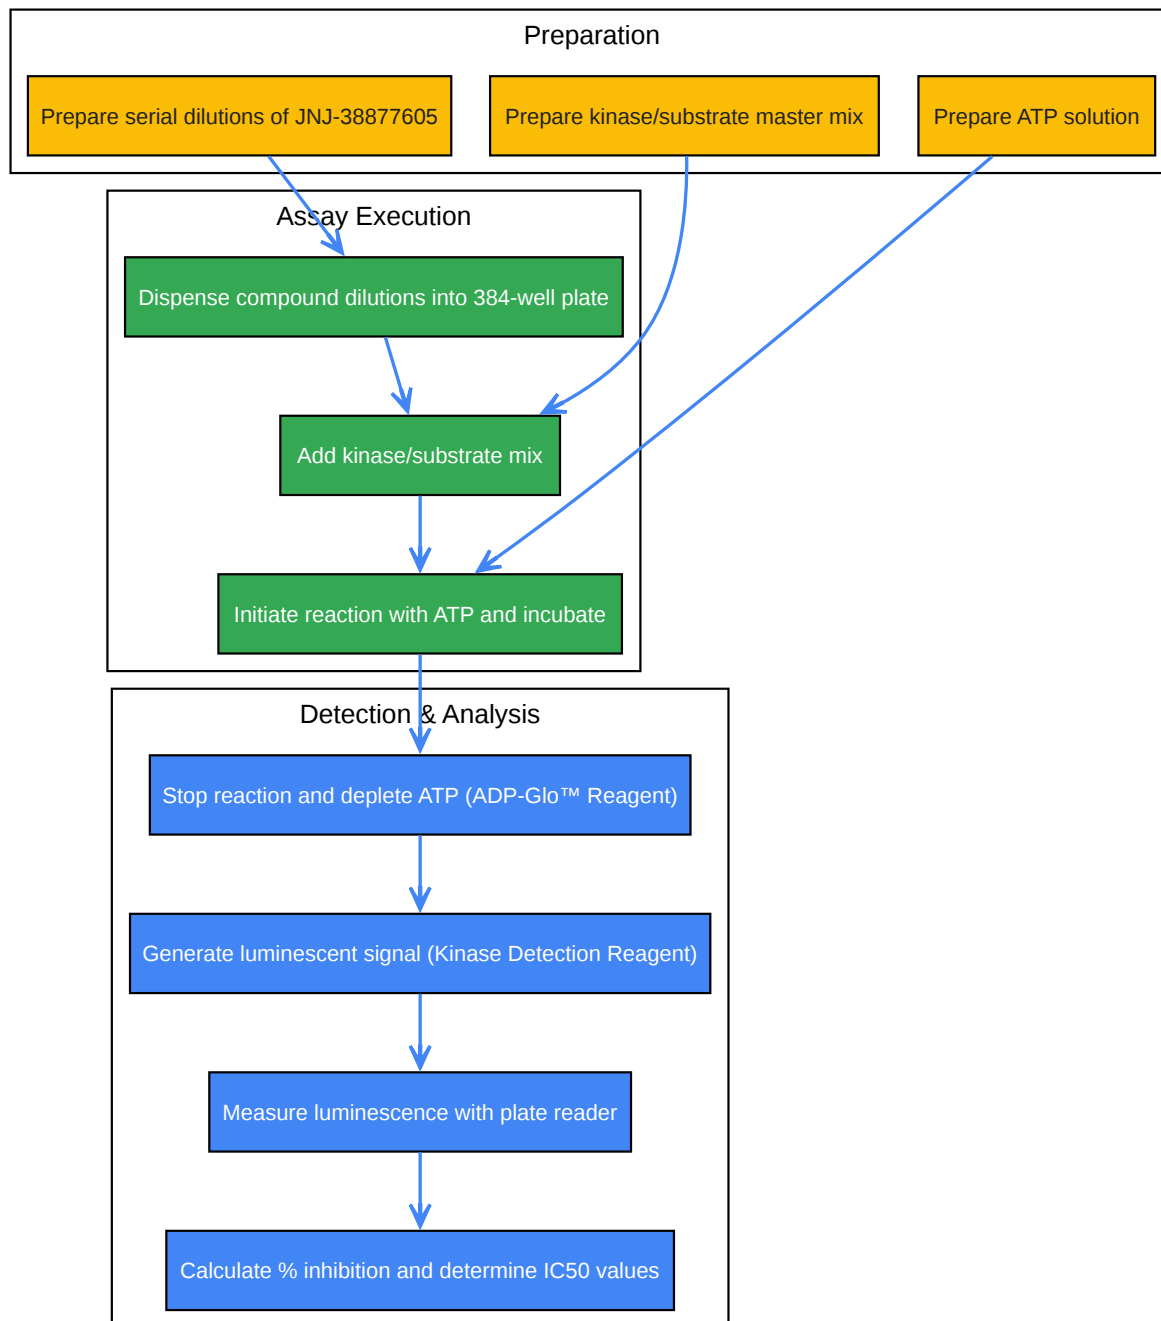 Preparation
Prepare serial dilutions of JNJ-38877605
Prepare kinase/substrate master mix
Prepare ATP solution
Assay Execution
Dispense compound dilutions into 384-well plate
Add kinase/substrate mix
Initiate reaction with ATP and incubate
Detection & Analysis
Stop reaction and deplete ATP (ADP-Glo™ Reagent)
Generate luminescent signal (Kinase Detection Reagent)
Measure luminescence with plate reader
Calculate % inhibition and determine IC50 values